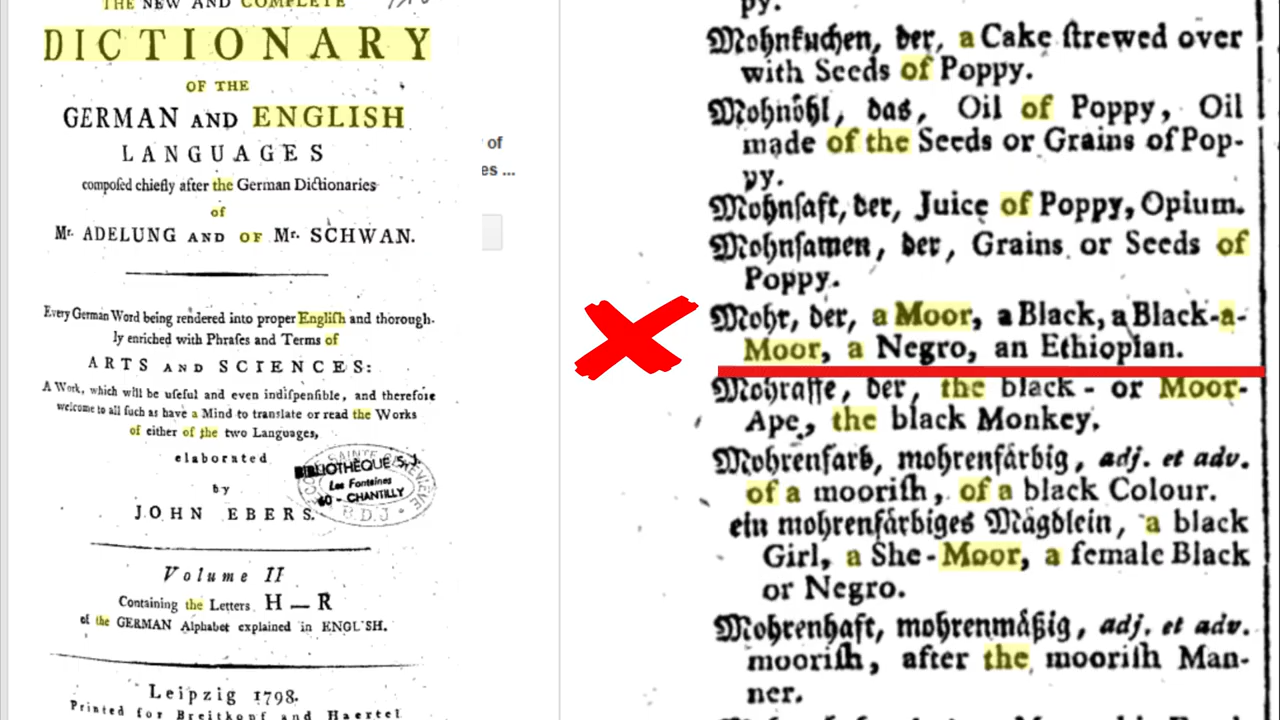 THE NEW AND COMPLETE
DICTIONARY
OF THE
GERMAN AND ENGLISH
LANGUAGES
compoſed chiefly after the German Dictionaries
of
Mr. ADELUNG AND OF Mr. SCHWAN.
Every German Word being rendered into proper Engliſh and thorough-
ly enriched with Phraſes and Terms of
ARTS AND SCIENCES:
A Work, which will be uſeful and even indiſpenſible, and therefoie
welcome to all ſuch as have a Mind to translate or read the Works
of either of the two Languages,
elaborated
by
JOHN EBERS.
BIBLIOTHÈQUE S.J.
Les Fontaines
60 - CHANTILLY
B.D.J
Volume II
Containing the Letters H — R
of the GERMAN Alphabet explained in ENGL'SH.
Leipzig 1798.
Printed for Breitkopf and Haertel
of
es ...
py.
Mohnkuchen, der, a Cake ſtrewed over
with Seeds of Poppy.
Mohnöhl, das, Oil of Poppy, Oil
made of the Seeds or Grains of Pop-
py.
Mohnſaft, der, Juice of Poppy, Opium.
Mohnſamen, der, Grains or Seeds of
Poppy.
Mohr, der, a Moor, a Black, a Black-a-
Moor, a Negro, an Ethiopian.
Mohraffe, der, the black- or Moor-
Ape, the black Monkey.
Mohrenfarb, mohrenfärbig, adj. et adv.
of a mooriſh, of a black Colour.
ein mohrenfärbiges Mägdlein, a black
Girl, a She-Moor, a female Black
or Negro.
Mohrenhaft, mohrenmäßig, adj. et adv.
mooriſh, after the mooriſh Man-
ner.